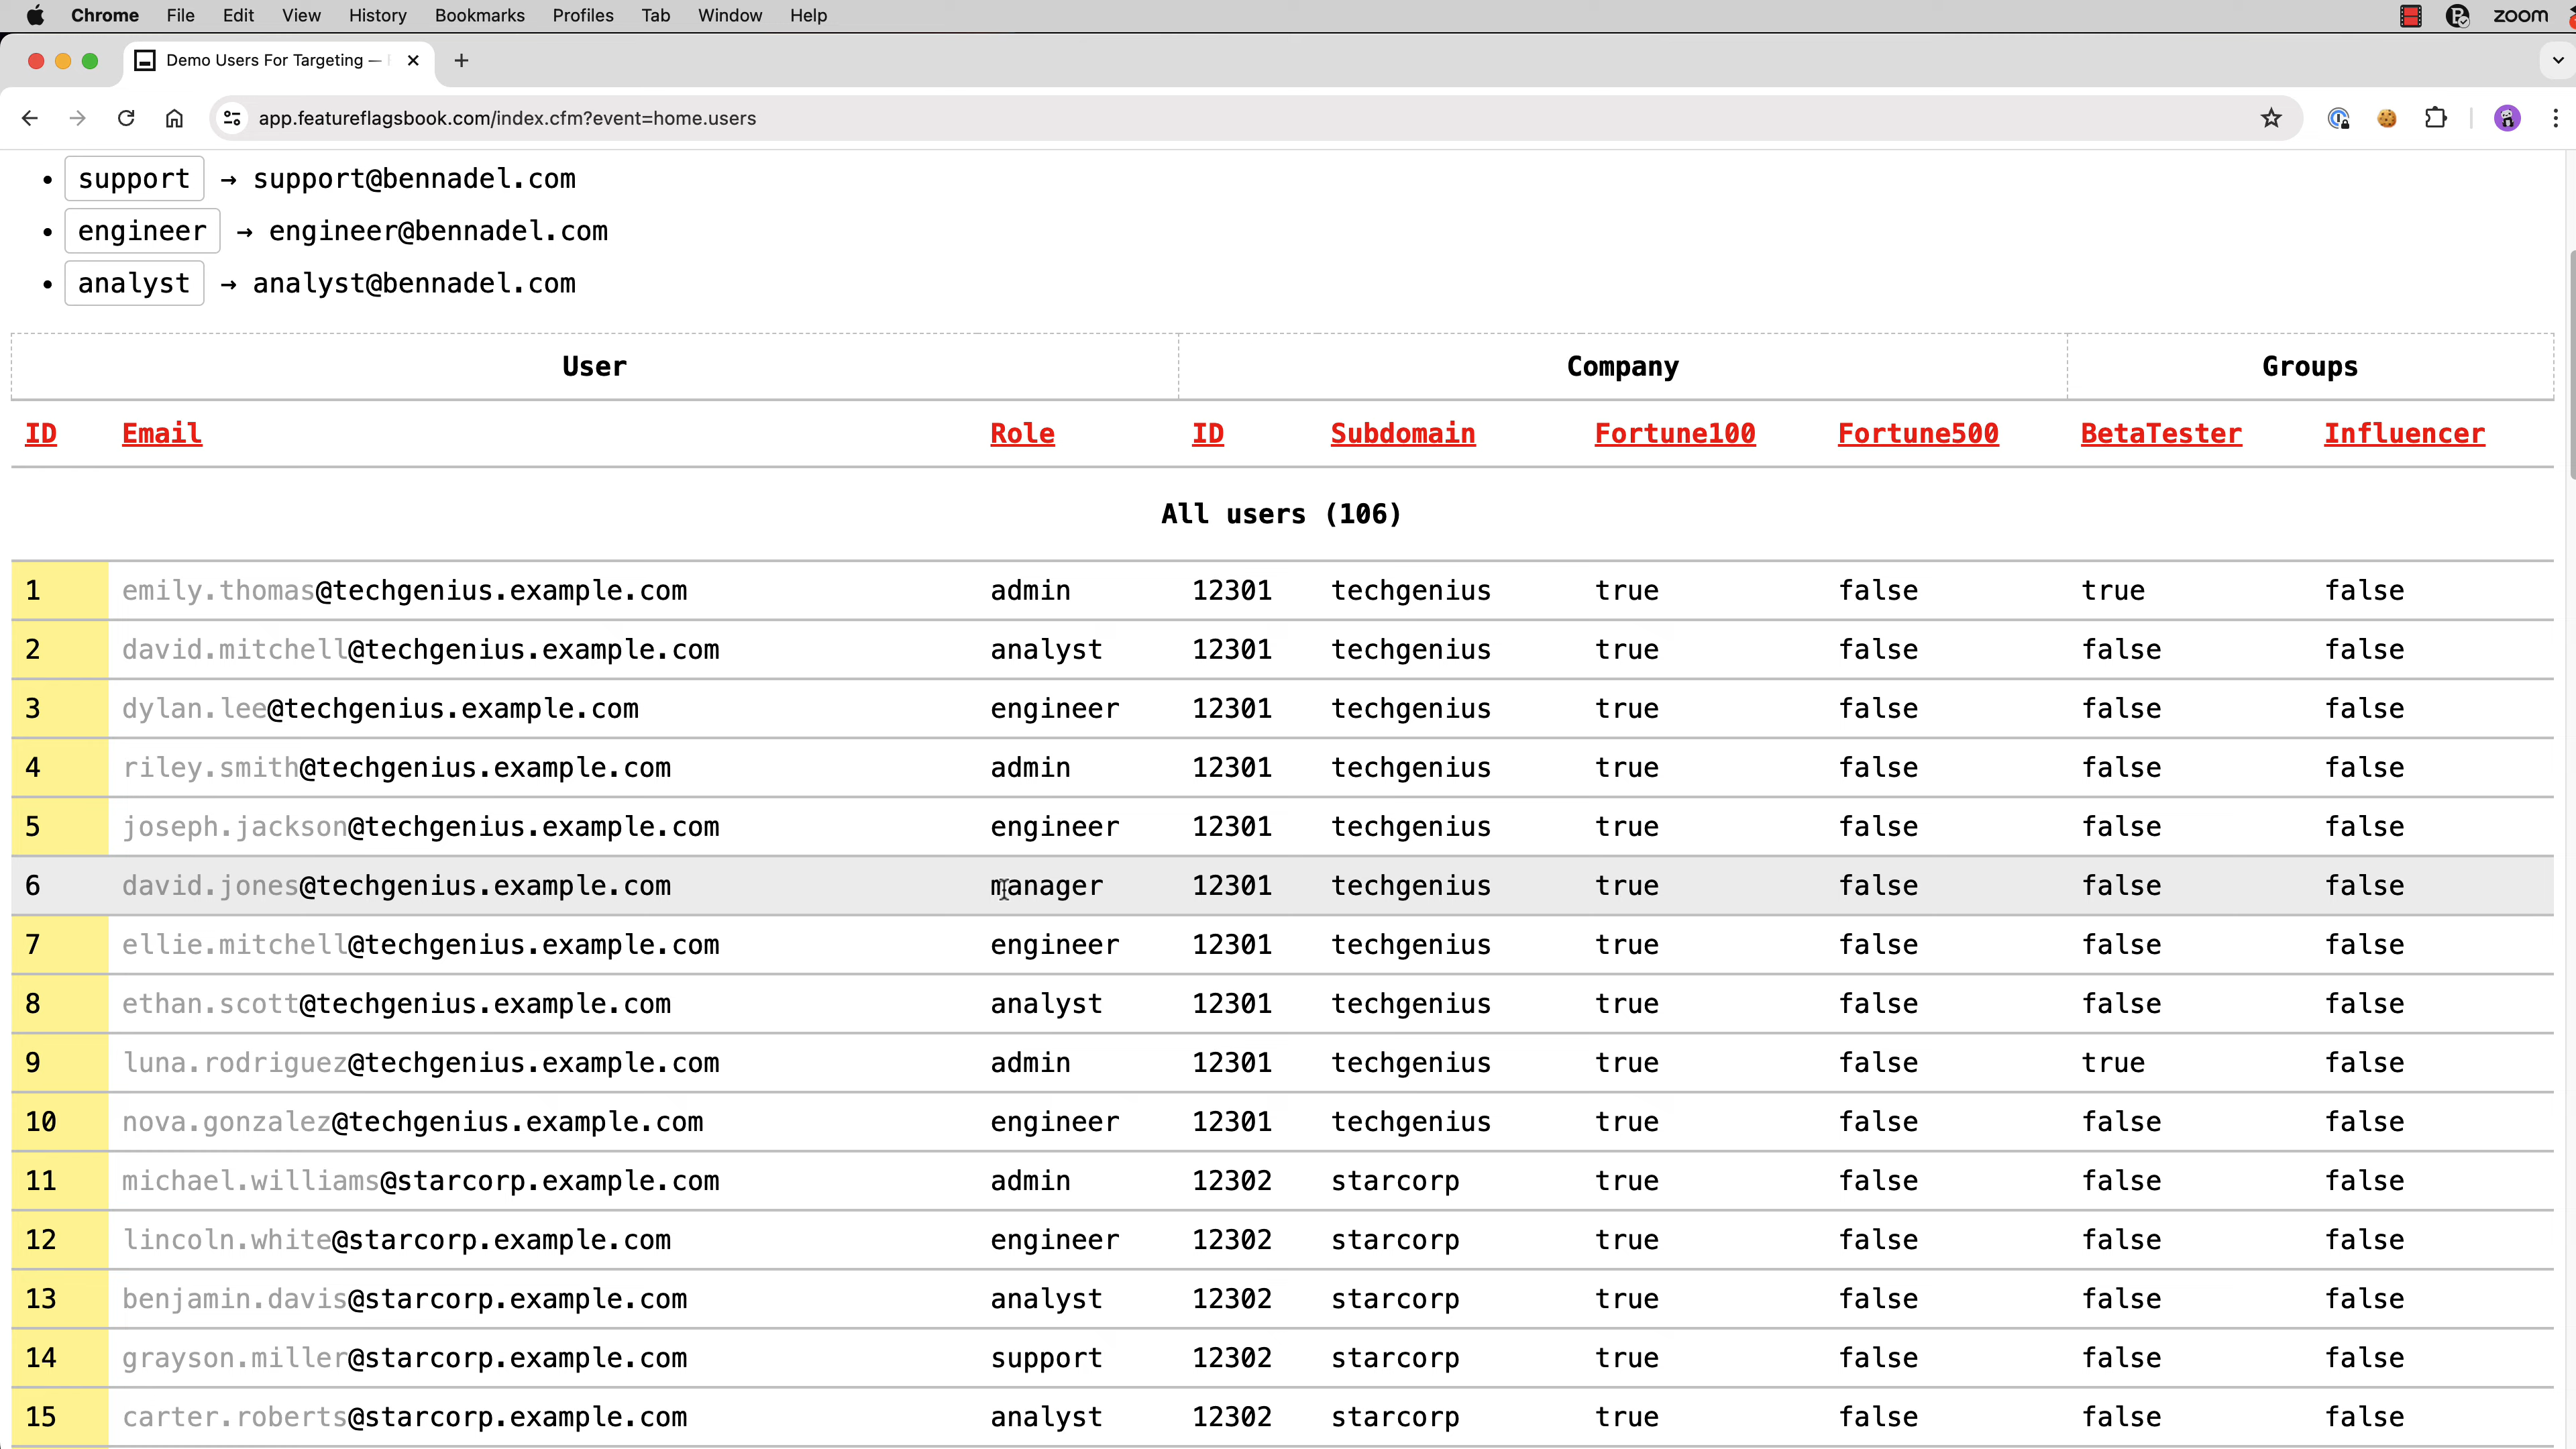 Chrome File Edit View History Bookmarks Profiles Tab Window Help zoom
Demo Users For Targeting —
app.featureflagsbook.com/index.cfm?event=home.users
• support → support@bennadel.com
• engineer → engineer@bennadel.com
• analyst → analyst@bennadel.com
User Company Groups
ID Email Role ID Subdomain Fortune100 Fortune500 BetaTester Influencer
All users (106)
1 emily.thomas@techgenius.example.com admin 12301 techgenius true false true false
2 david.mitchell@techgenius.example.com analyst 12301 techgenius true false false false
3 dylan.lee@techgenius.example.com engineer 12301 techgenius true false false false
4 riley.smith@techgenius.example.com admin 12301 techgenius true false false false
5 joseph.jackson@techgenius.example.com engineer 12301 techgenius true false false false
6 david.jones@techgenius.example.com manager 12301 techgenius true false false false
7 ellie.mitchell@techgenius.example.com engineer 12301 techgenius true false false false
8 ethan.scott@techgenius.example.com analyst 12301 techgenius true false false false
9 luna.rodriguez@techgenius.example.com admin 12301 techgenius true false true false
10 nova.gonzalez@techgenius.example.com engineer 12301 techgenius true false false false
11 michael.williams@starcorp.example.com admin 12302 starcorp true false false false
12 lincoln.white@starcorp.example.com engineer 12302 starcorp true false false false
13 benjamin.davis@starcorp.example.com analyst 12302 starcorp true false false false
14 grayson.miller@starcorp.example.com support 12302 starcorp true false false false
15 carter.roberts@starcorp.example.com analyst 12302 starcorp true false false false